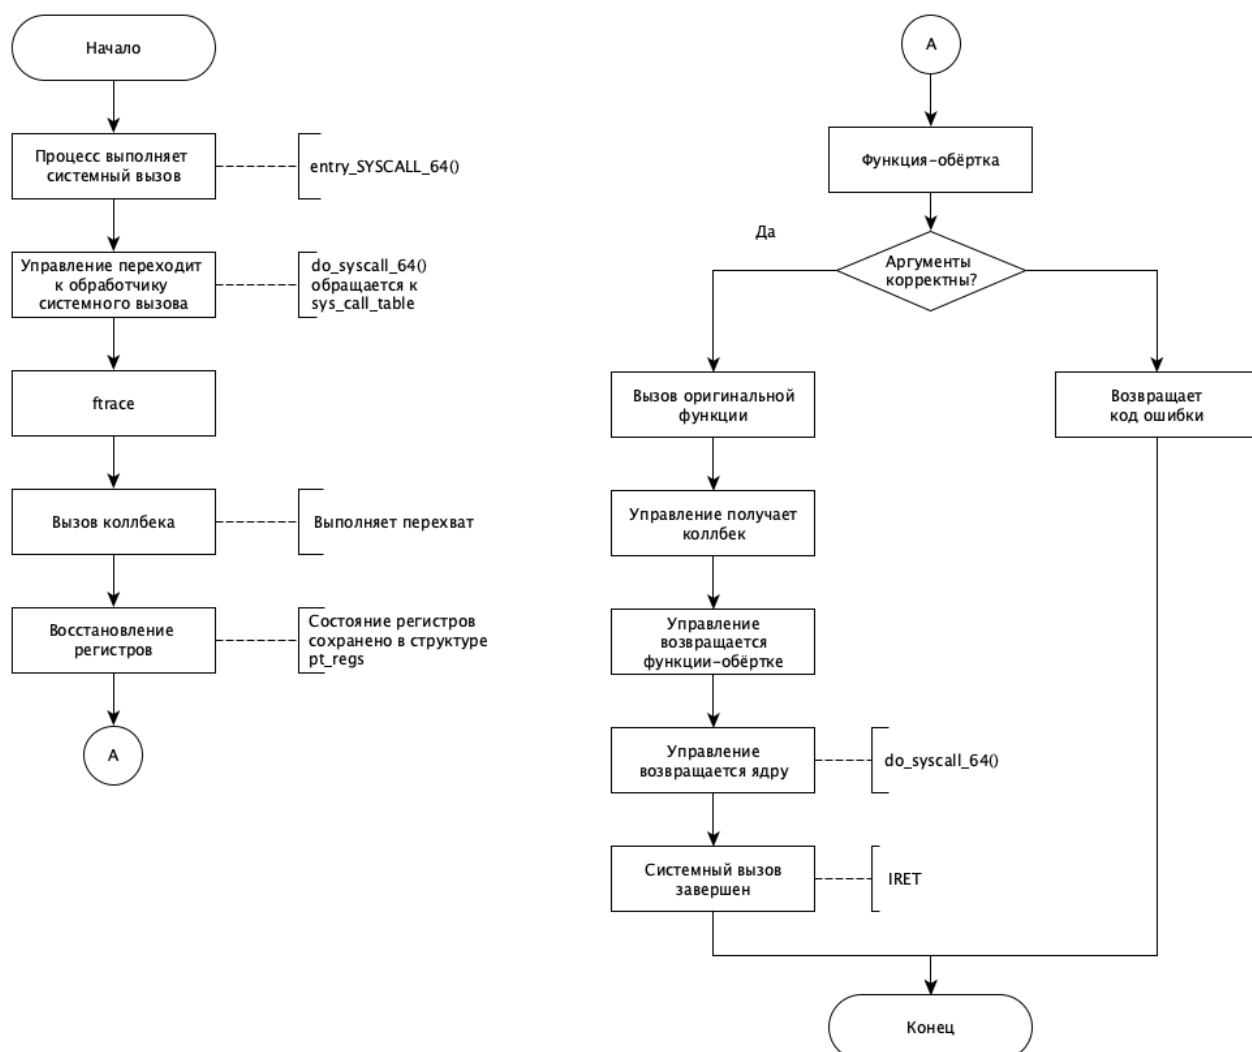 Начало
Процесс выполняет
системный вызов
entry_SYSCALL_64()
Управление переходит
к обработчику
системного вызова
do_syscall_64()
обращается к
sys_call_table
ftrace
Вызов коллбека
Выполняет перехват
Восстановление
регистров
Состояние регистров
сохранено в структуре
pt_regs
A
A
Функция-обёртка
Да
Аргументы
корректны?
Вызов оригинальной
функции
Возвращает
код ошибки
Управление получает
коллбек
Управление
возвращается
функции-обёртке
Управление
возвращается ядру
do_syscall_64()
Системный вызов
завершен
IRET
Конец